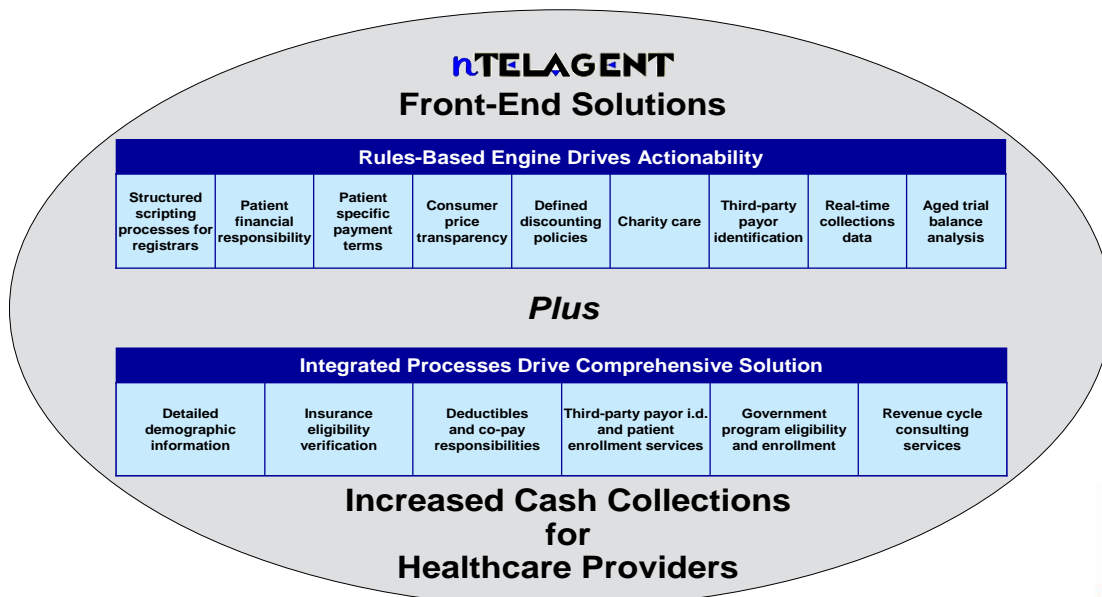 nTELAGENT
Front-End Solutions
Rules-Based Engine Drives Actionability
Structured
scripting
processes for
registrars
Patient
financial
responsibility
Patient
specific
payment
terms
Consumer
price
transparency
Defined
discounting
policies
Charity care
Third-party
payor
identification
Real-time
collections
data
Aged trial
balance
analysis
Plus
Integrated Processes Drive Comprehensive Solution
Detailed
demographic
information
Insurance
eligibility
verification
Deductibles
and co-pay
responsibilities
Third-party payor i.d.
and patient
enrollment services
Government
program eligibility
and enrollment
Revenue cycle
consulting
services
Increased Cash Collections
for
Healthcare Providers